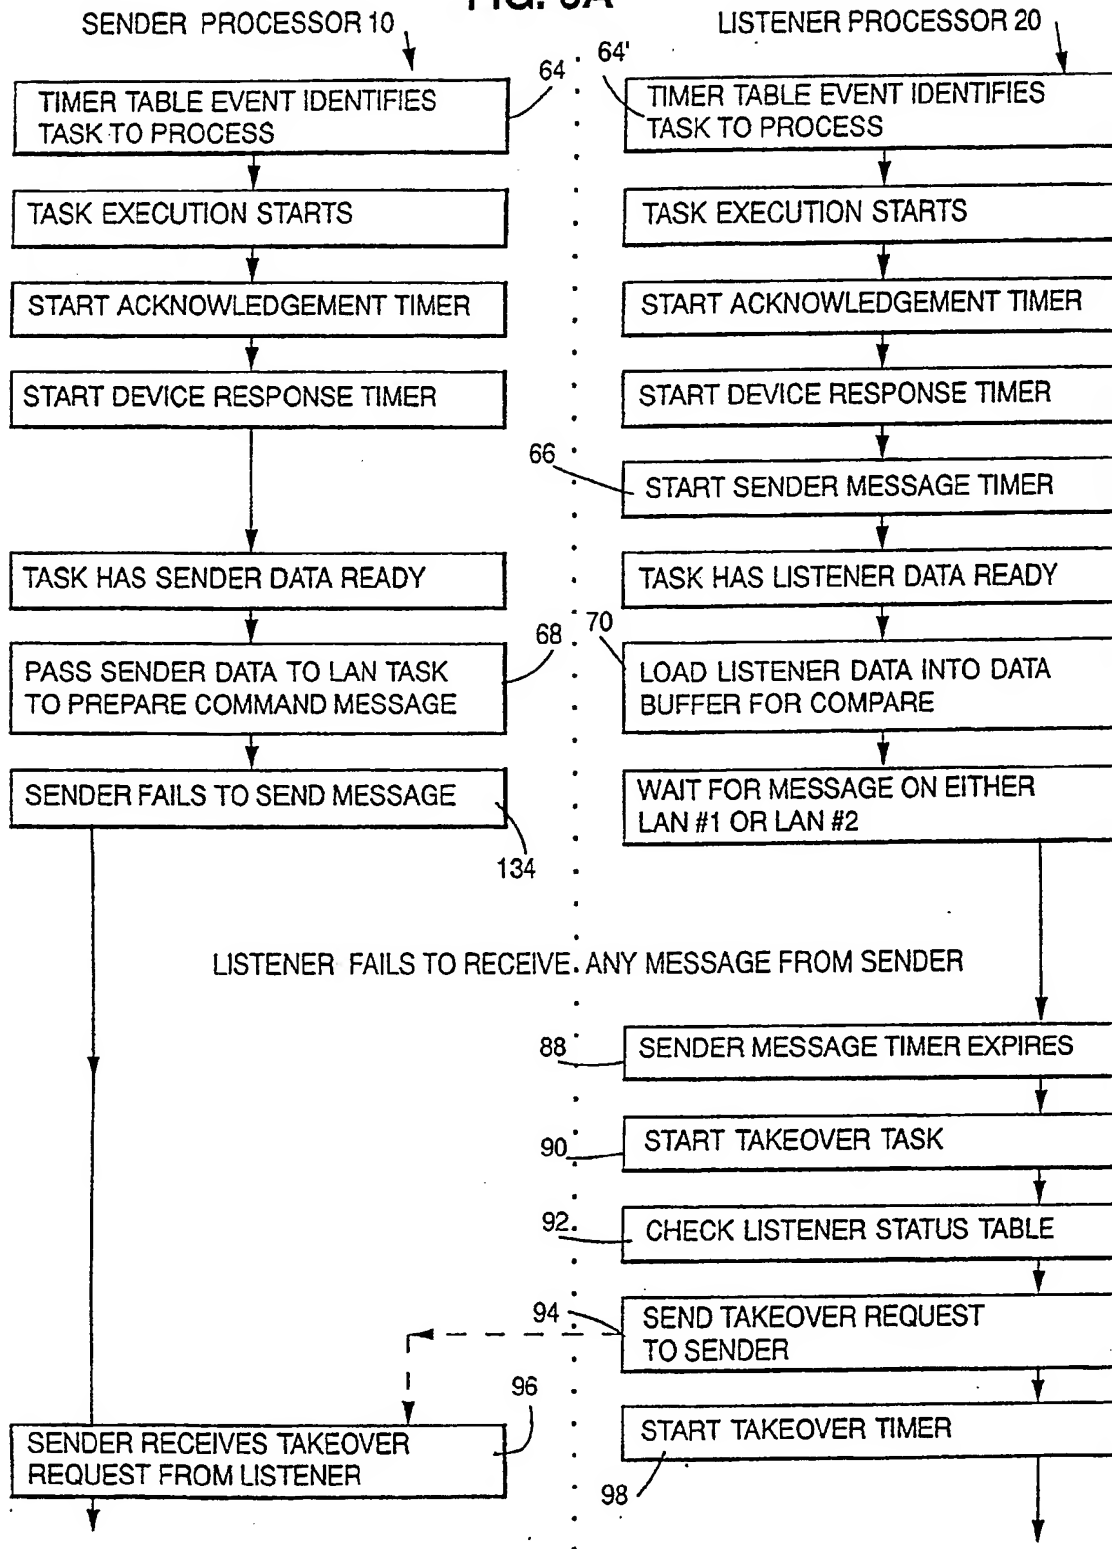 FIG.
SENDER PROCESSOR 10
64
TIMER TABLE EVENT IDENTIFIES
TASK TO PROCESS
TASK EXECUTION STARTS
START ACKNOWLEDGEMENT TIMER
START DEVICE RESPONSE TIMER
TASK HAS SENDER DATA READY
68
PASS SENDER DATA TO LAN TASK
TO PREPARE COMMAND MESSAGE
SENDER FAILS TO SEND MESSAGE
134
LISTENER PROCESSOR 20
64'
TIMER TABLE EVENT IDENTIFIES
TASK TO PROCESS
TASK EXECUTION STARTS
START ACKNOWLEDGEMENT TIMER
START DEVICE RESPONSE TIMER
66
START SENDER MESSAGE TIMER
TASK HAS LISTENER DATA READY
70
LOAD LISTENER DATA INTO DATA
BUFFER FOR COMPARE
WAIT FOR MESSAGE ON EITHER
LAN #1 OR LAN #2
LISTENER FAILS TO RECEIVE ANY MESSAGE FROM SENDER
88
SENDER MESSAGE TIMER EXPIRES
90
START TAKEOVER TASK
92
CHECK LISTENER STATUS TABLE
94
SEND TAKEOVER REQUEST
TO SENDER
96
SENDER RECEIVES TAKEOVER
REQUEST FROM LISTENER
START TAKEOVER TIMER
98